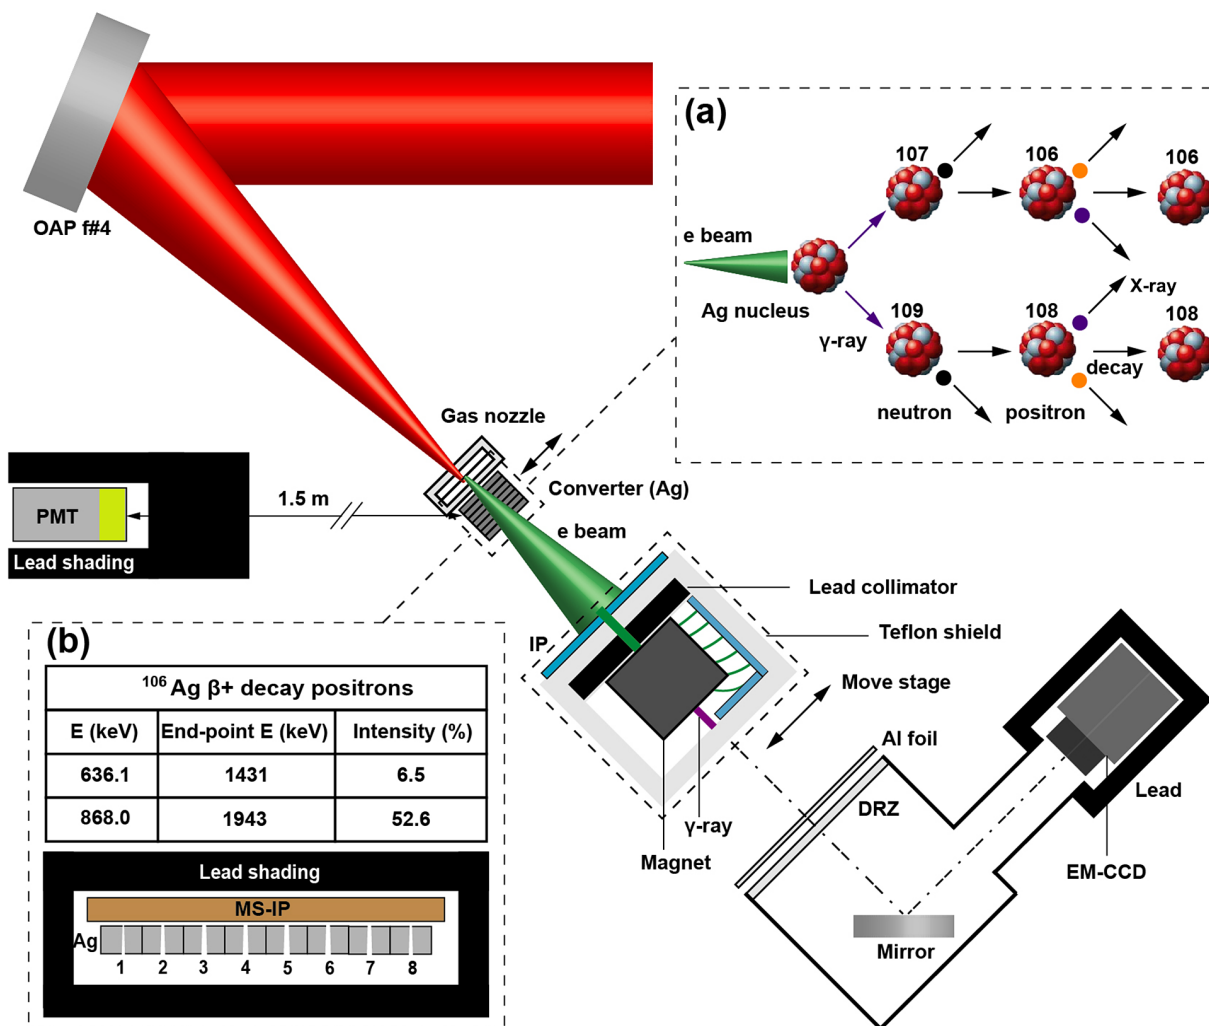 OAP f#4
(a)
107
106
106
e beam
Ag nucleus
X-ray
γ-ray
109
108
108
decay
neutron
positron
Gas nozzle
Converter (Ag)
1.5 m
PMT
Lead shading
e beam
Lead collimator
Teflon shield
IP
Move stage
Al foil
DRZ
Lead
γ-ray
Magnet
EM-CCD
Mirror
(b)
106Ag β+ decay positrons
E (keV) End-point E (keV) Intensity (%)
636.1 1431 6.5
868.0 1943 52.6
Lead shading
MS-IP
Ag
1 2 3 4 5 6 7 8